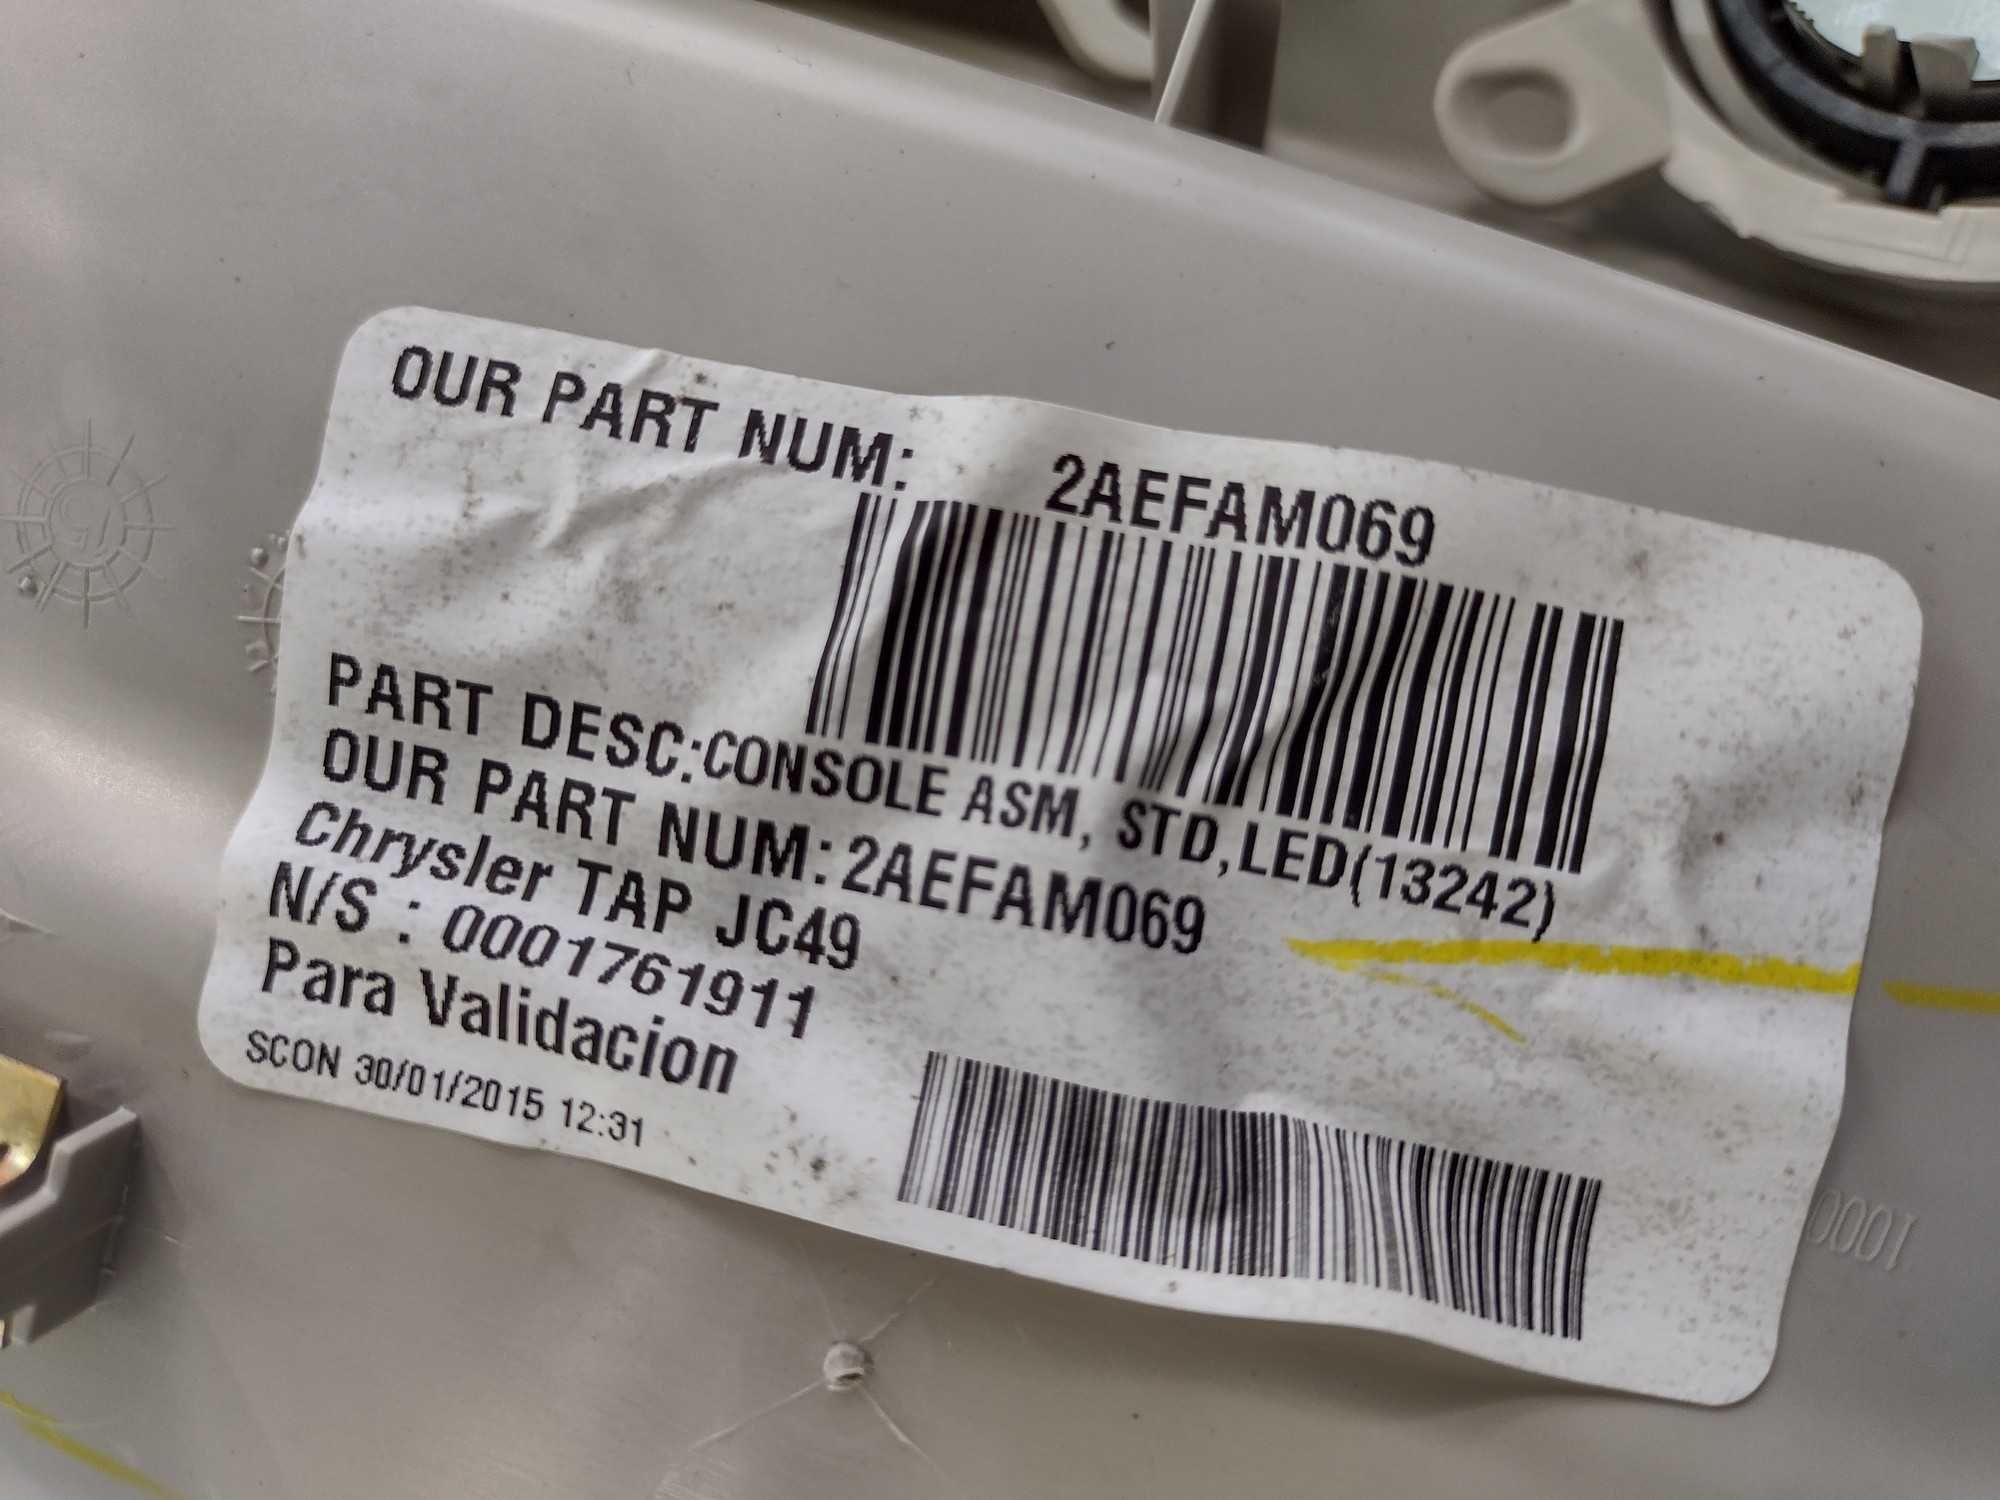 OUR PART NUM: 2AEFAM069
PART DESC:CONSOLE ASM, STD,LED(13242)
OUR PART NUM:2AEFAM069
Chrysler TAP JC49
N/S : 0001761911
Para Validacion
SCON 30/01/2015 12:31
15